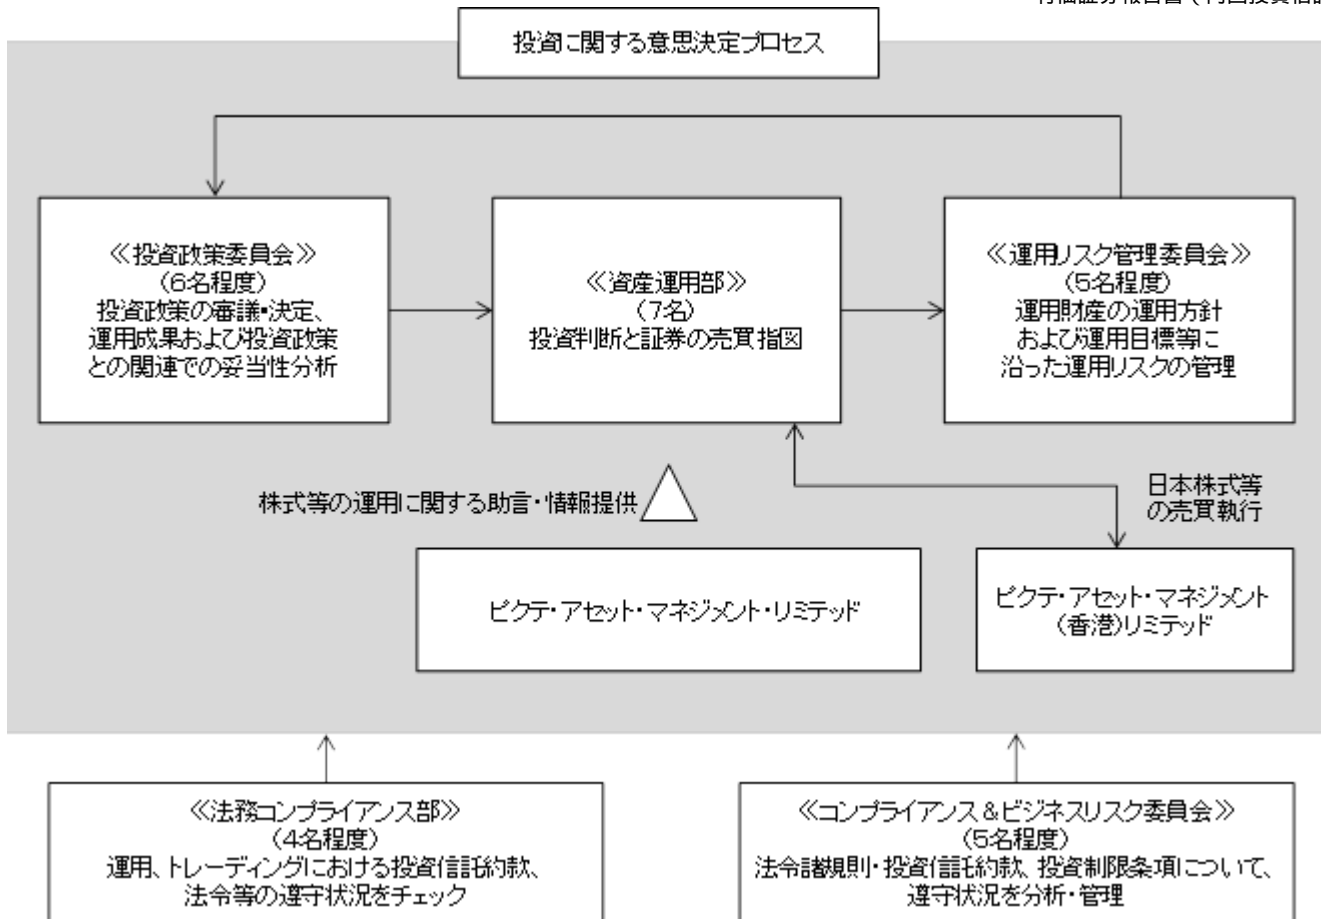 投資に関する意思決定プロセス
≪投資政策委員会≫
(6名程度)
投資政策の審議・決定、
運用成果および投資政策
との関連での妥当性分析
≪資産運用部≫
(7名)
投資判断と証券の売買指図
≪運用リスク管理委員会≫
(5名程度)
運用財産の運用方針
および運用目標等に
沿った運用リスクの管理
株式等の運用に関する助言・情報提供
日本株式等
の売買執行
ピクテ・アセット・マネジメント・リミテッド
ピクテ・アセット・マネジメント
(香港)リミテッド
≪法務コンプライアンス部≫
(4名程度)
運用、トレーディングにおける投資信託約款、
法令等の遵守状況をチェック
≪コンプライアンス&ビジネスリスク委員会≫
(5名程度)
法令諸規則・投資信託約款、投資制限条項について、
遵守状況を分析・管理